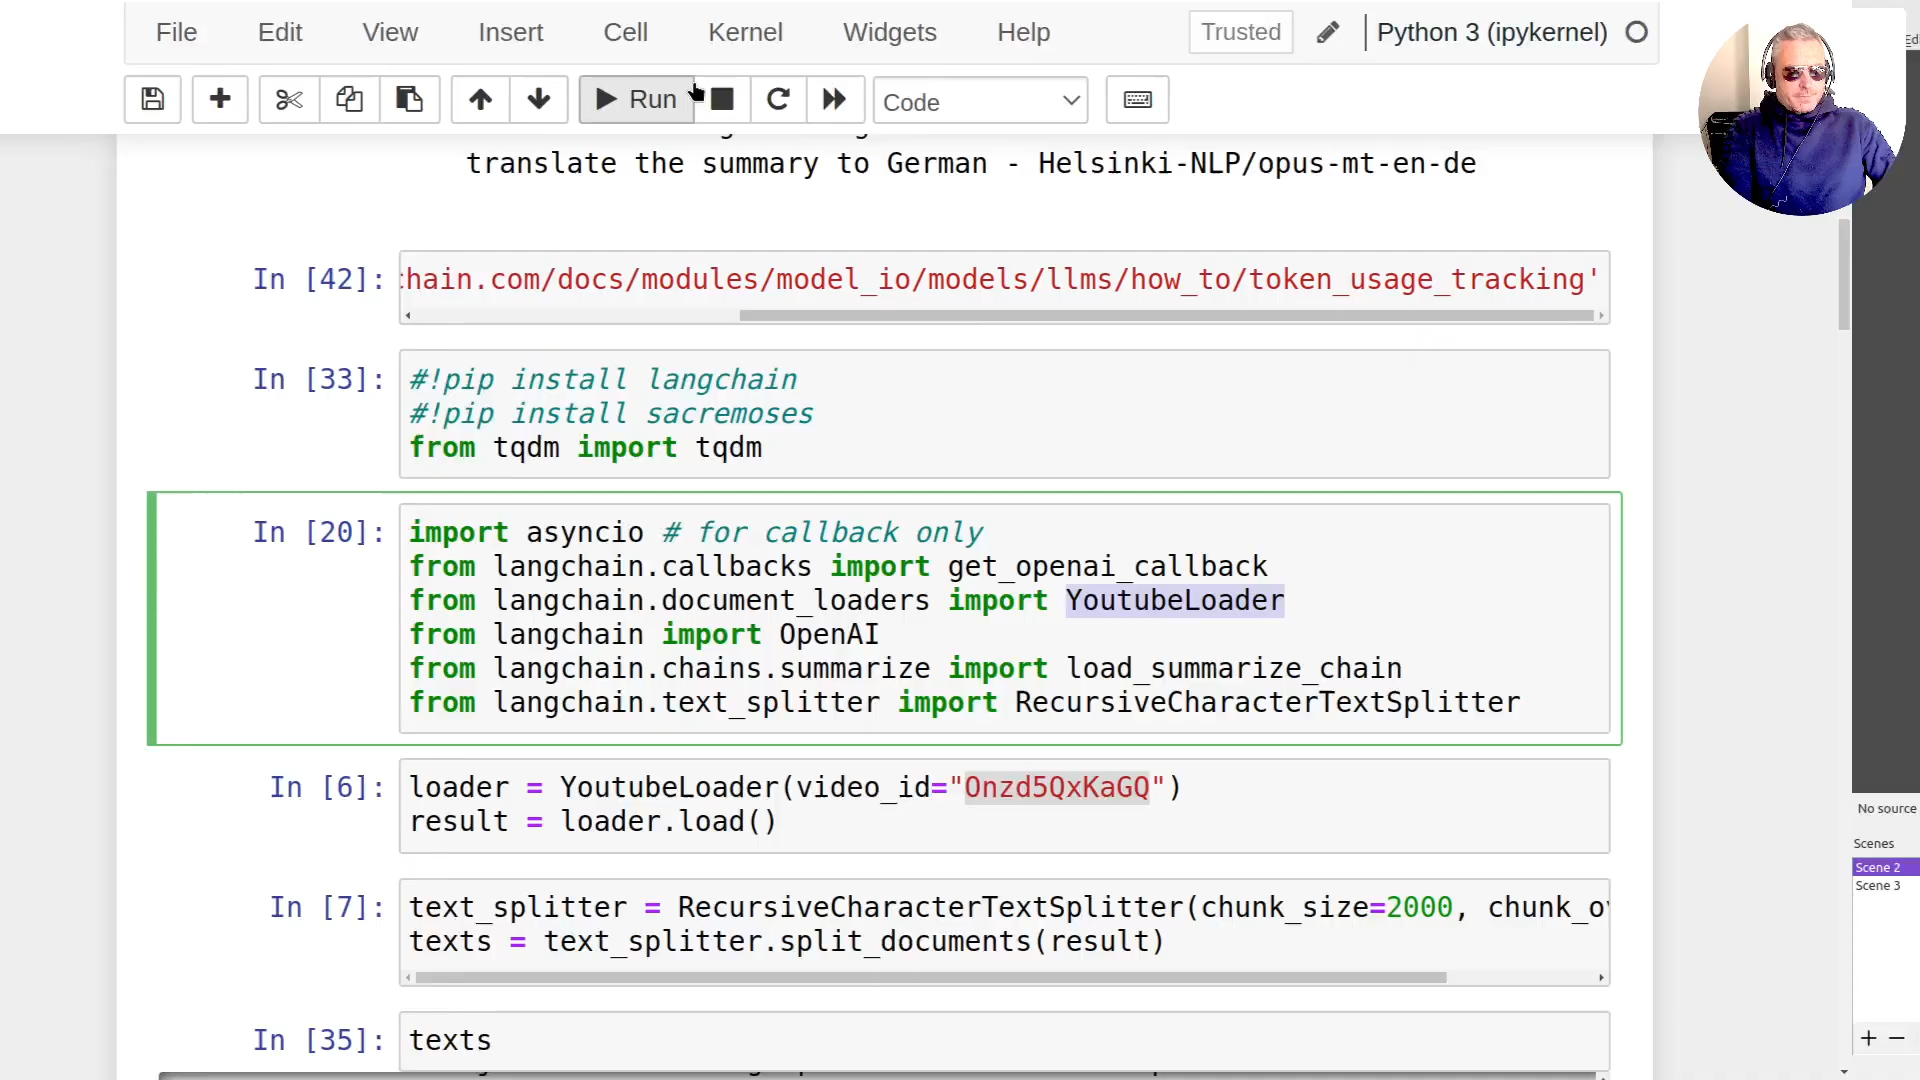 File Edit View Insert Cell Kernel Widgets Help Trusted Python 3 (ipykernel)
Run Code
translate the summary to German - Helsinki-NLP/opus-mt-en-de
In [42]: hain.com/docs/modules/model_io/models/llms/how_to/token_usage_tracking'
In [33]: #!pip install langchain
#!pip install sacremoses
from tqdm import tqdm
In [20]: import asyncio # for callback only
from langchain.callbacks import get_openai_callback
from langchain.document_loaders import YoutubeLoader
from langchain import OpenAI
from langchain.chains.summarize import load_summarize_chain
from langchain.text_splitter import RecursiveCharacterTextSplitter
In [6]: loader = YoutubeLoader(video_id="Onzd5QxKaGQ")
result = loader.load()
In [7]: text_splitter = RecursiveCharacterTextSplitter(chunk_size=2000, chunk_o
texts = text_splitter.split_documents(result)
In [35]: texts
No source
Scenes
Scene 2
Scene 3